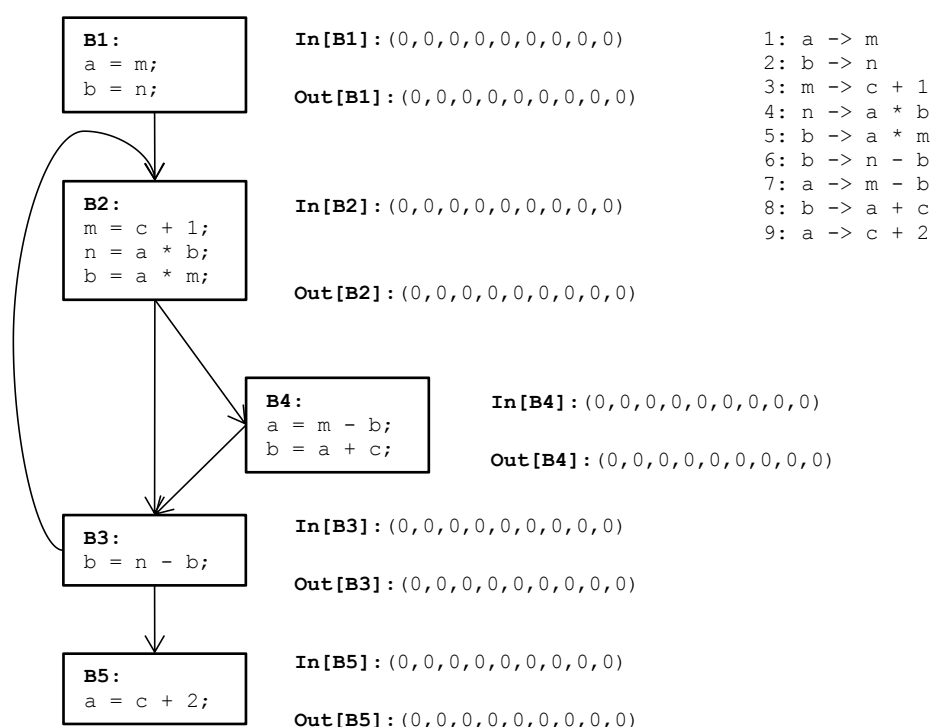 B1:
a = m;
b = n;
In[B1]:(0,0,0,0,0,0,0,0,0)
Out[B1]:(0,0,0,0,0,0,0,0,0)
1: a -> m
2: b -> n
3: m -> c + 1
4: n -> a * b
5: b -> a * m
6: b -> n - b
7: a -> m - b
8: b -> a + c
9: a -> c + 2
B2:
m = c + 1;
n = a * b;
b = a * m;
In[B2]:(0,0,0,0,0,0,0,0,0)
Out[B2]:(0,0,0,0,0,0,0,0,0)
B4:
a = m - b;
b = a + c;
In[B4]:(0,0,0,0,0,0,0,0,0)
Out[B4]:(0,0,0,0,0,0,0,0,0)
B3:
b = n - b;
In[B3]:(0,0,0,0,0,0,0,0,0)
Out[B3]:(0,0,0,0,0,0,0,0,0)
B5:
a = c + 2;
In[B5]:(0,0,0,0,0,0,0,0,0)
Out[B5]:(0,0,0,0,0,0,0,0,0)